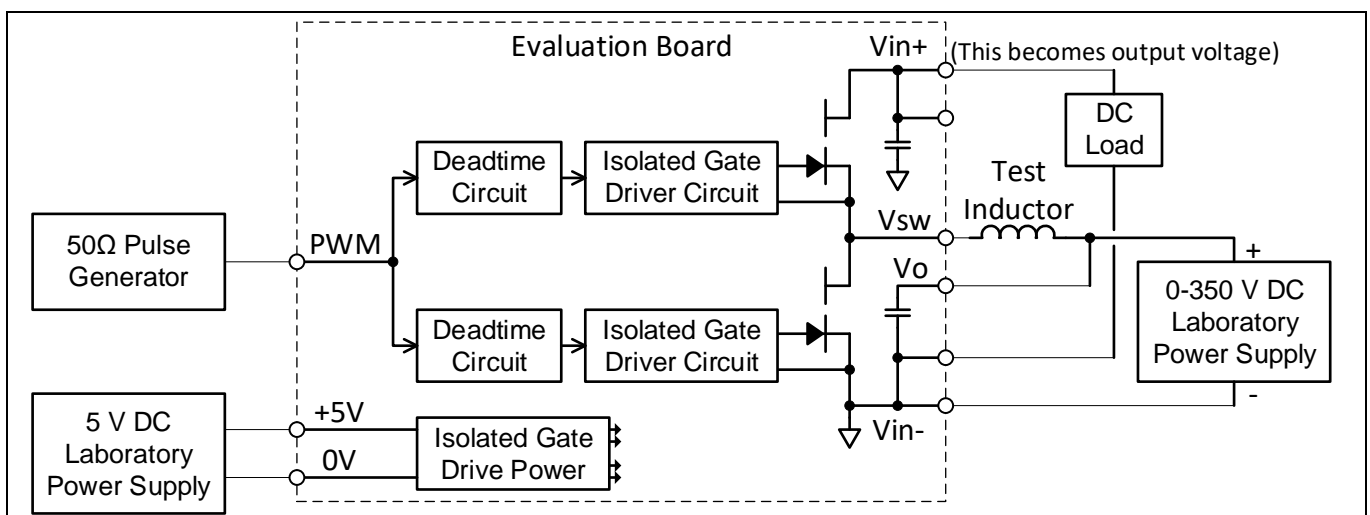 Evaluation Board
Vin+
(This becomes output voltage)
DC
Load
Deadtime
Circuit
Isolated Gate
Driver Circuit
Test
Inductor
Vsw
50Ω Pulse
Generator
PWM
Vo
+
0-350 V DC
Laboratory
Power Supply
-
Deadtime
Circuit
Isolated Gate
Driver Circuit
Vin-
5 V DC
Laboratory
Power Supply
+5V
0V
Isolated Gate
Drive Power